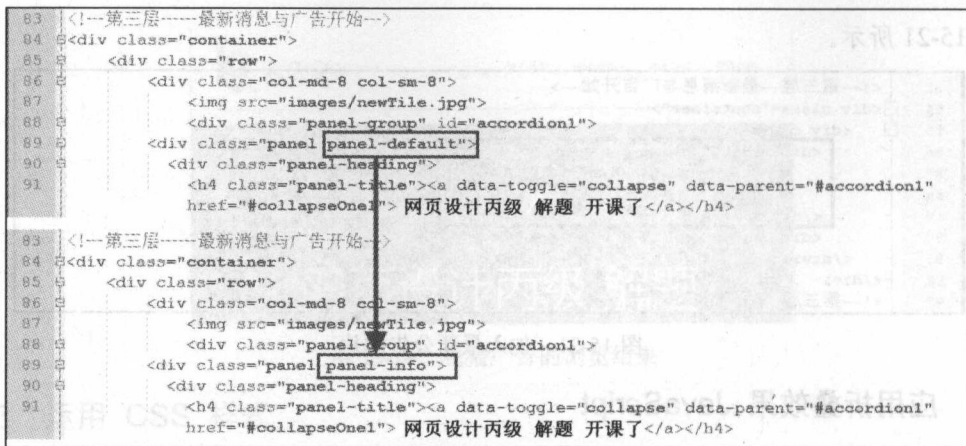 15-21 所示。
83 <!--第三层-----最新消息与广告开始-->
84 <div class="container">
85 <div class="row">
86 <div class="col-md-8 col-sm-8">
87 <img src="images/newTile.jpg">
88 <div class="panel-group" id="accordion1">
89 <div class="panel panel-default">
90 <div class="panel-heading">
91 <h4 class="panel-title"><a data-toggle="collapse" data-parent="#accordion1"
href="#collapseOne1"> 网页设计丙级 解题 开课了</a></h4>
83 <!--第三层-----最新消息与广告开始-->
84 <div class="container">
85 <div class="row">
86 <div class="col-md-8 col-sm-8">
87 <img src="images/newTile.jpg">
88 <div class="panel-group" id="accordion1">
89 <div class="panel panel-info">
90 <div class="panel-heading">
91 <h4 class="panel-title"><a data-toggle="collapse" data-parent="#accordion1"
href="#collapseOne1"> 网页设计丙级 解题 开课了</a></h4>